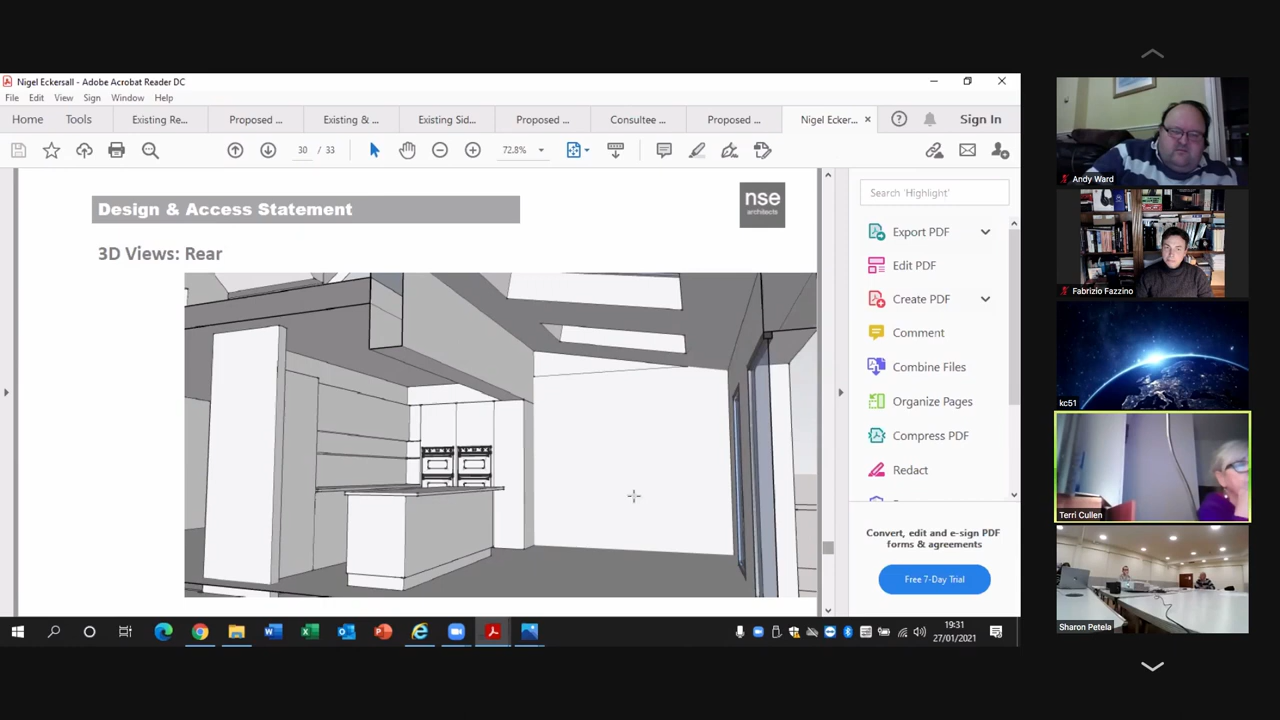 Nigel Eckersall - Adobe Acrobat Reader DC
File Edit View Sign Window Help
Home Tools Existing Re... Proposed ... Existing & ... Existing Sid... Proposed ... Consultee ... Proposed ... Nigel Ecker... × Sign In
30 / 33 72.8%
Design & Access Statement
nse
architects
3D Views: Rear
Search 'Highlight'
Export PDF
Edit PDF
Create PDF
Comment
Combine Files
Organize Pages
Compress PDF
Redact
Convert, edit and e-sign PDF
forms & agreements
Free 7-Day Trial
19:31
27/01/2021
Andy Ward
Fabrizio Fazzino
kc51
Terri Cullen
Sharon Petela